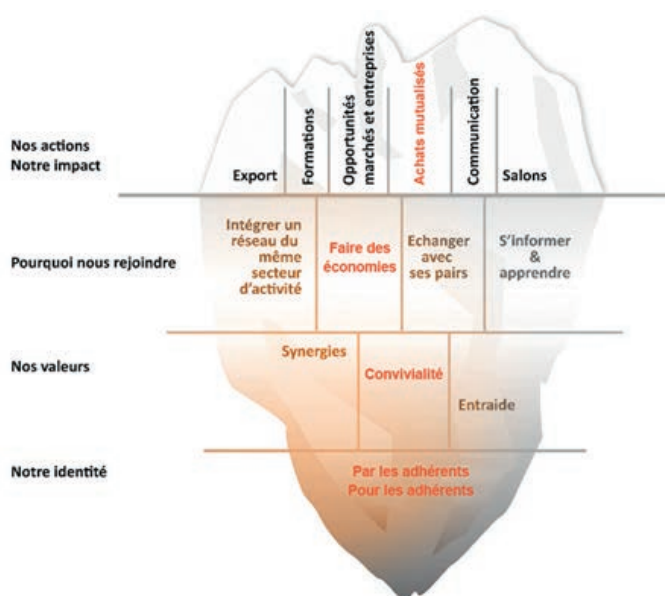 Nos actions
Notre impact
Export
Formations
Opportunités
marchés et entreprises
Achats mutualisés
Communication
Salons
Pourquoi nous rejoindre
Intégrer un
réseau du
même
secteur
d'activité
Faire des
économies
Echanger
avec
ses pairs
S'informer
&
apprendre
Nos valeurs
Synergies
Convivialité
Entraide
Notre identité
Par les adhérents
Pour les adhérents